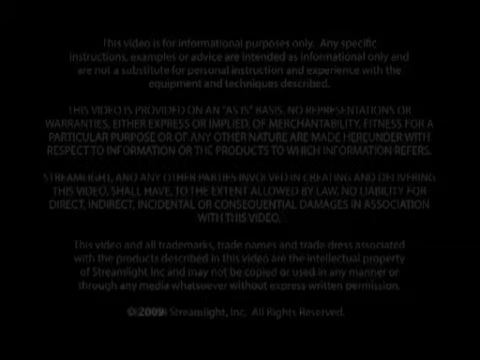 This video is for informational purposes only.  Any specific
instructions, examples or advice are intended as informational only and
are not a substitute for personal instruction and experience with the
equipment and techniques described.
THIS VIDEO IS PROVIDED ON AN "AS IS" BASIS, NO REPRESENTATIONS OR
WARRANTIES, EITHER EXPRESS OR IMPLIED, OF MERCHANTABILITY, FITNESS FOR A
PARTICULAR PURPOSE OR OF ANY OTHER NATURE ARE MADE HEREUNDER WITH
RESPECT TO INFORMATION OR THE PRODUCTS TO WHICH INFORMATION REFERS.
STREAMLIGHT, AND ANY OTHER PARTIES INVOLVED IN CREATING AND DELIVERING
THIS VIDEO, SHALL HAVE, TO THE EXTENT ALLOWED BY LAW, NO LIABILITY FOR
DIRECT, INDIRECT, INCIDENTAL OR CONSEQUENTIAL DAMAGES IN ASSOCIATION
WITH THIS VIDEO.
This video and all trademarks, trade names and trade dress associated
with the products described in this video are the intellectual property
of Streamlight Inc and may not be copied or used in any manner or
through any media whatsoever without express written permission.
© 2009 Streamlight, Inc.  All Rights Reserved.